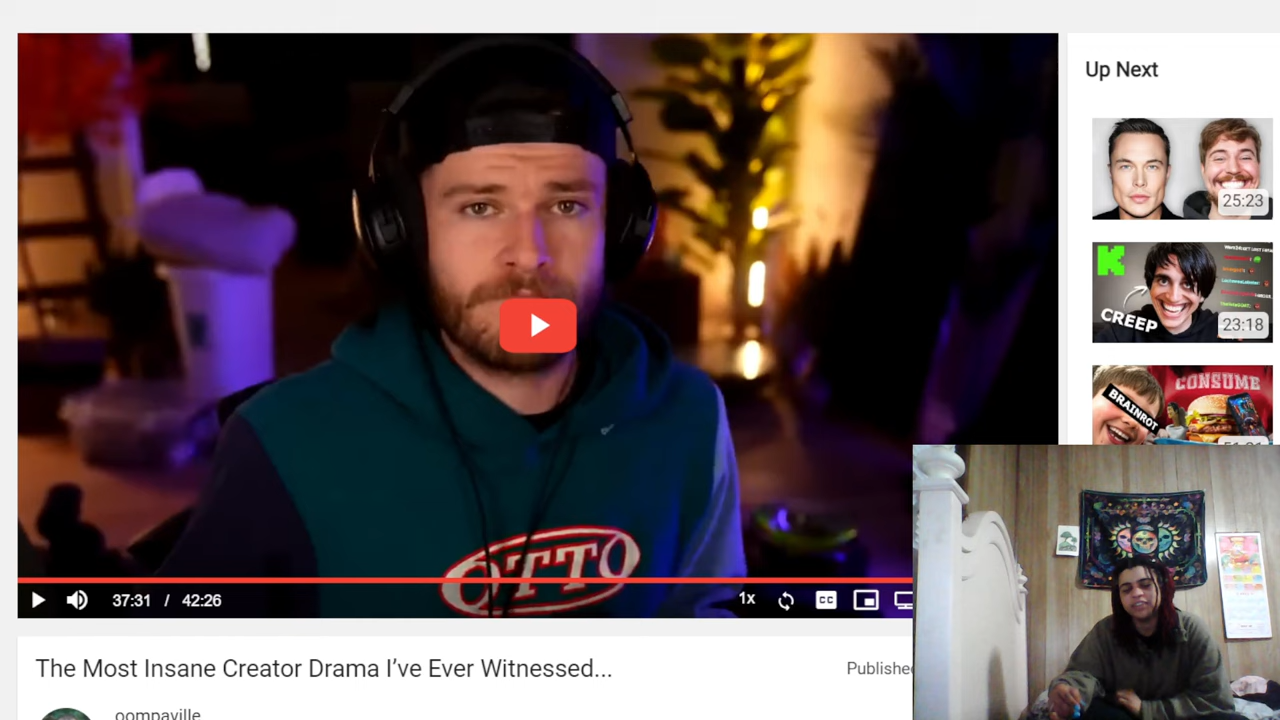 Up Next
25:23
K
CREEP
23:18
CONSUME
BRAINROT
OTTO
37:31 / 42:26
1x
CC
The Most Insane Creator Drama I’ve Ever Witnessed...
Published
oompaville